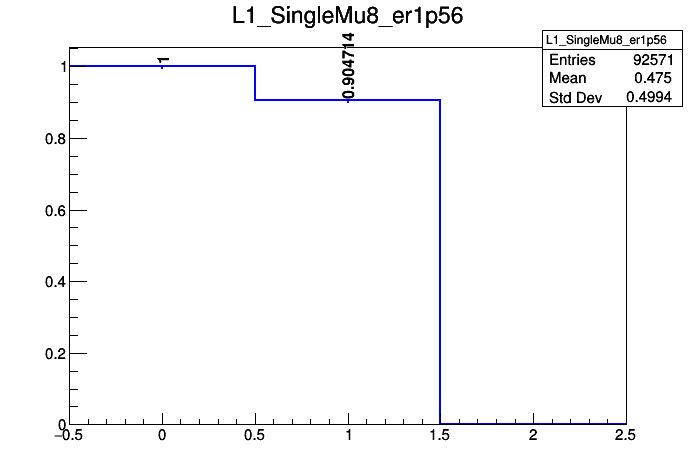 L1_SingleMu8_er1p56
L1_SingleMu8_er1p56
Entries 92571
Mean 0.475
Std Dev 0.4994
1
0.904714
1
0.8
0.6
0.4
0.2
0
−0.5 0 0.5 1 1.5 2 2.5